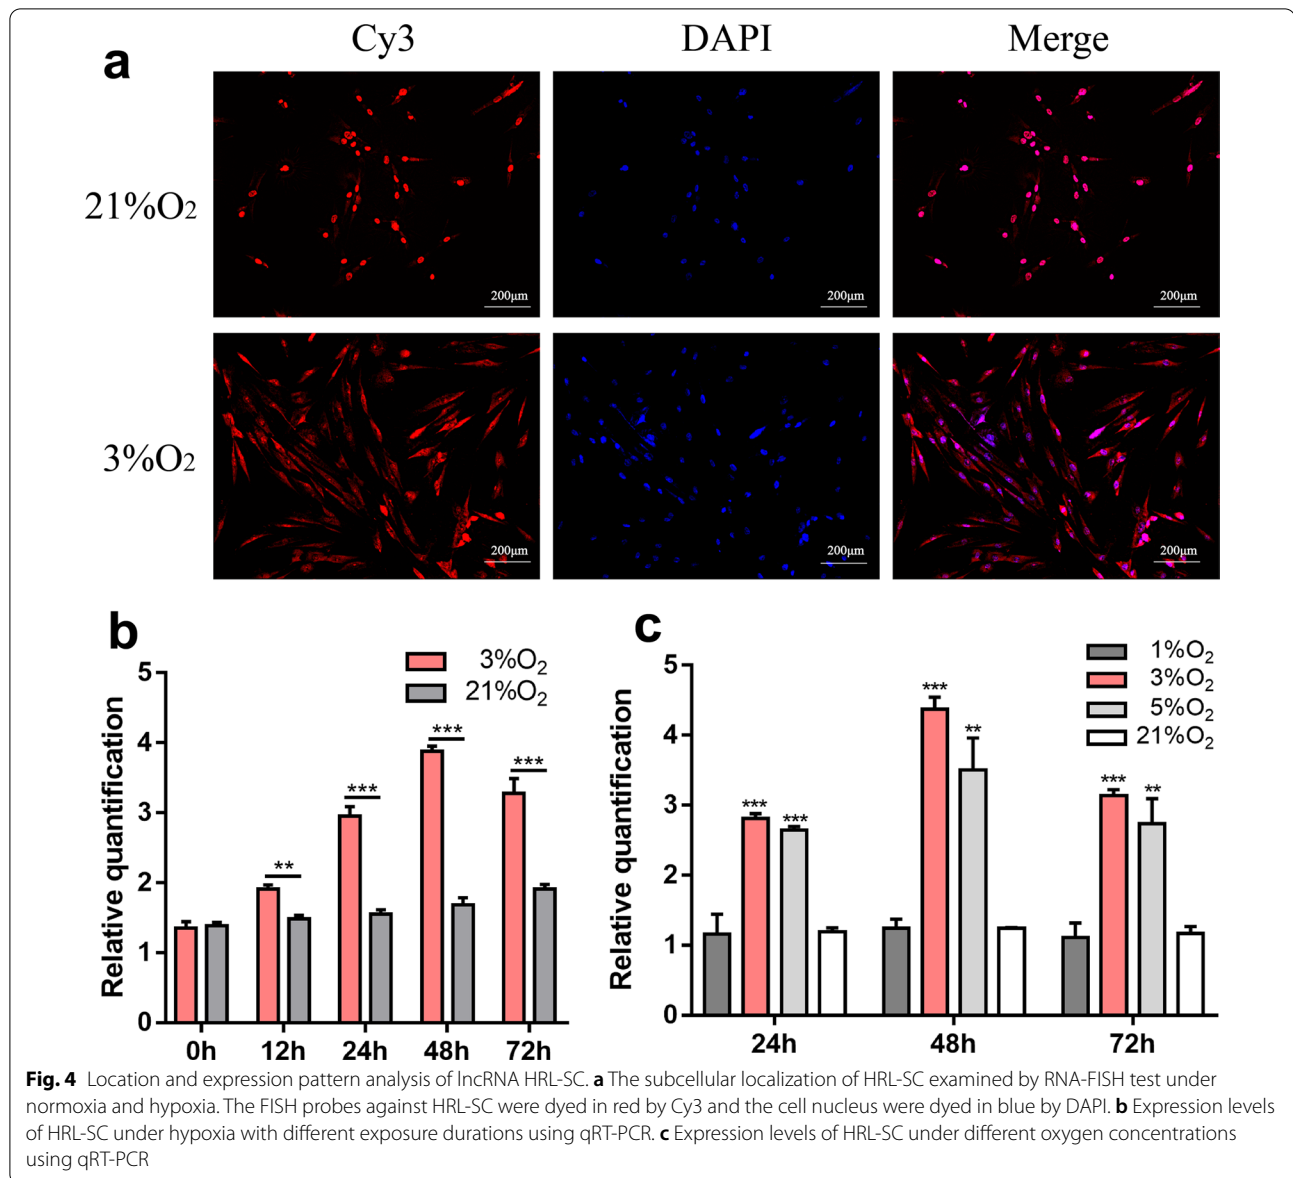 Cy3 DAPI Merge
a
21%O2
200μm 200μm 200μm
3%O2
200μm 200μm 200μm
b
3%O2
21%O2
Relative quantification
5
4
3
2
1
0
** *** *** ***
0h 12h 24h 48h 72h
c
1%O2
3%O2
5%O2
21%O2
Relative quantification
5
4
3
2
1
0
*** *** *** ** *** **
24h 48h 72h
Fig. 4 Location and expression pattern analysis of lncRNA HRL-SC. a The subcellular localization of HRL-SC examined by RNA-FISH test under
normoxia and hypoxia. The FISH probes against HRL-SC were dyed in red by Cy3 and the cell nucleus were dyed in blue by DAPI. b Expression levels
of HRL-SC under hypoxia with different exposure durations using qRT-PCR. c Expression levels of HRL-SC under different oxygen concentrations
using qRT-PCR